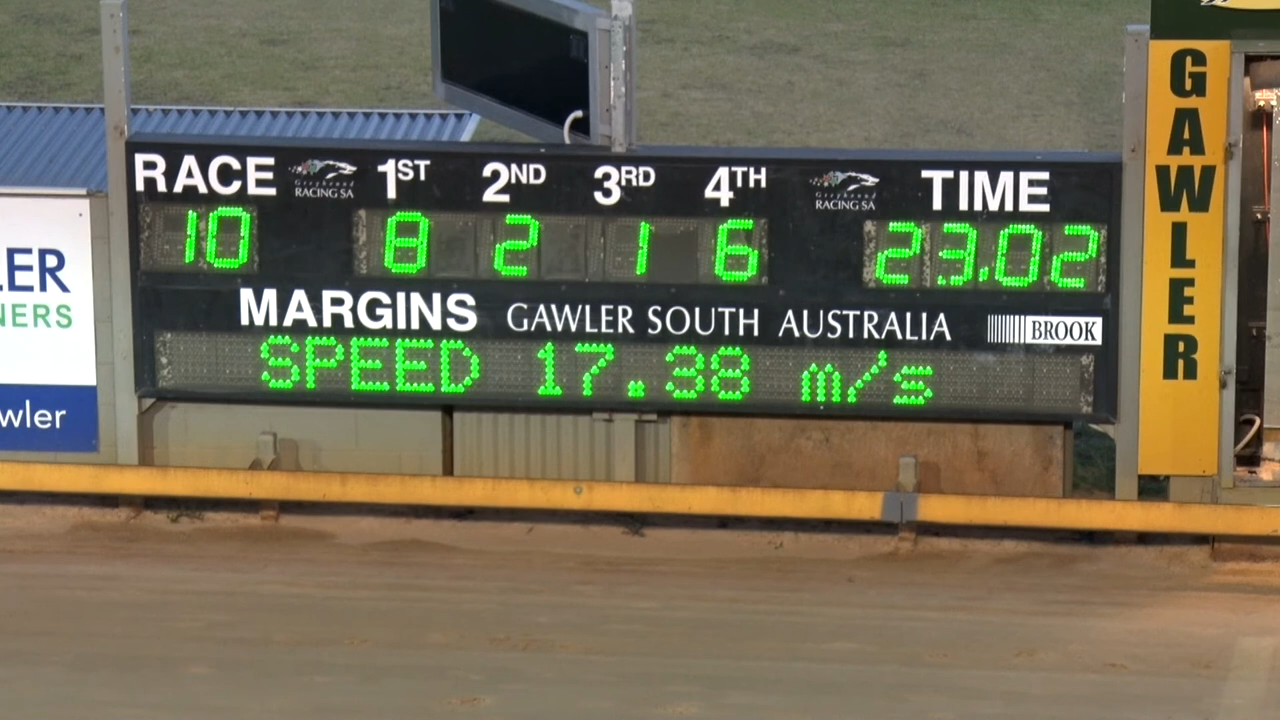 RACE
Greyhound
RACING SA
1ST
2ND
3RD
4TH
Greyhound
RACING SA
TIME
10
8
2
1
6
23.02
MARGINS
GAWLER SOUTH AUSTRALIA
BROOK
SPEED 17.38 m/s
LER
NERS
wler
GAWLER